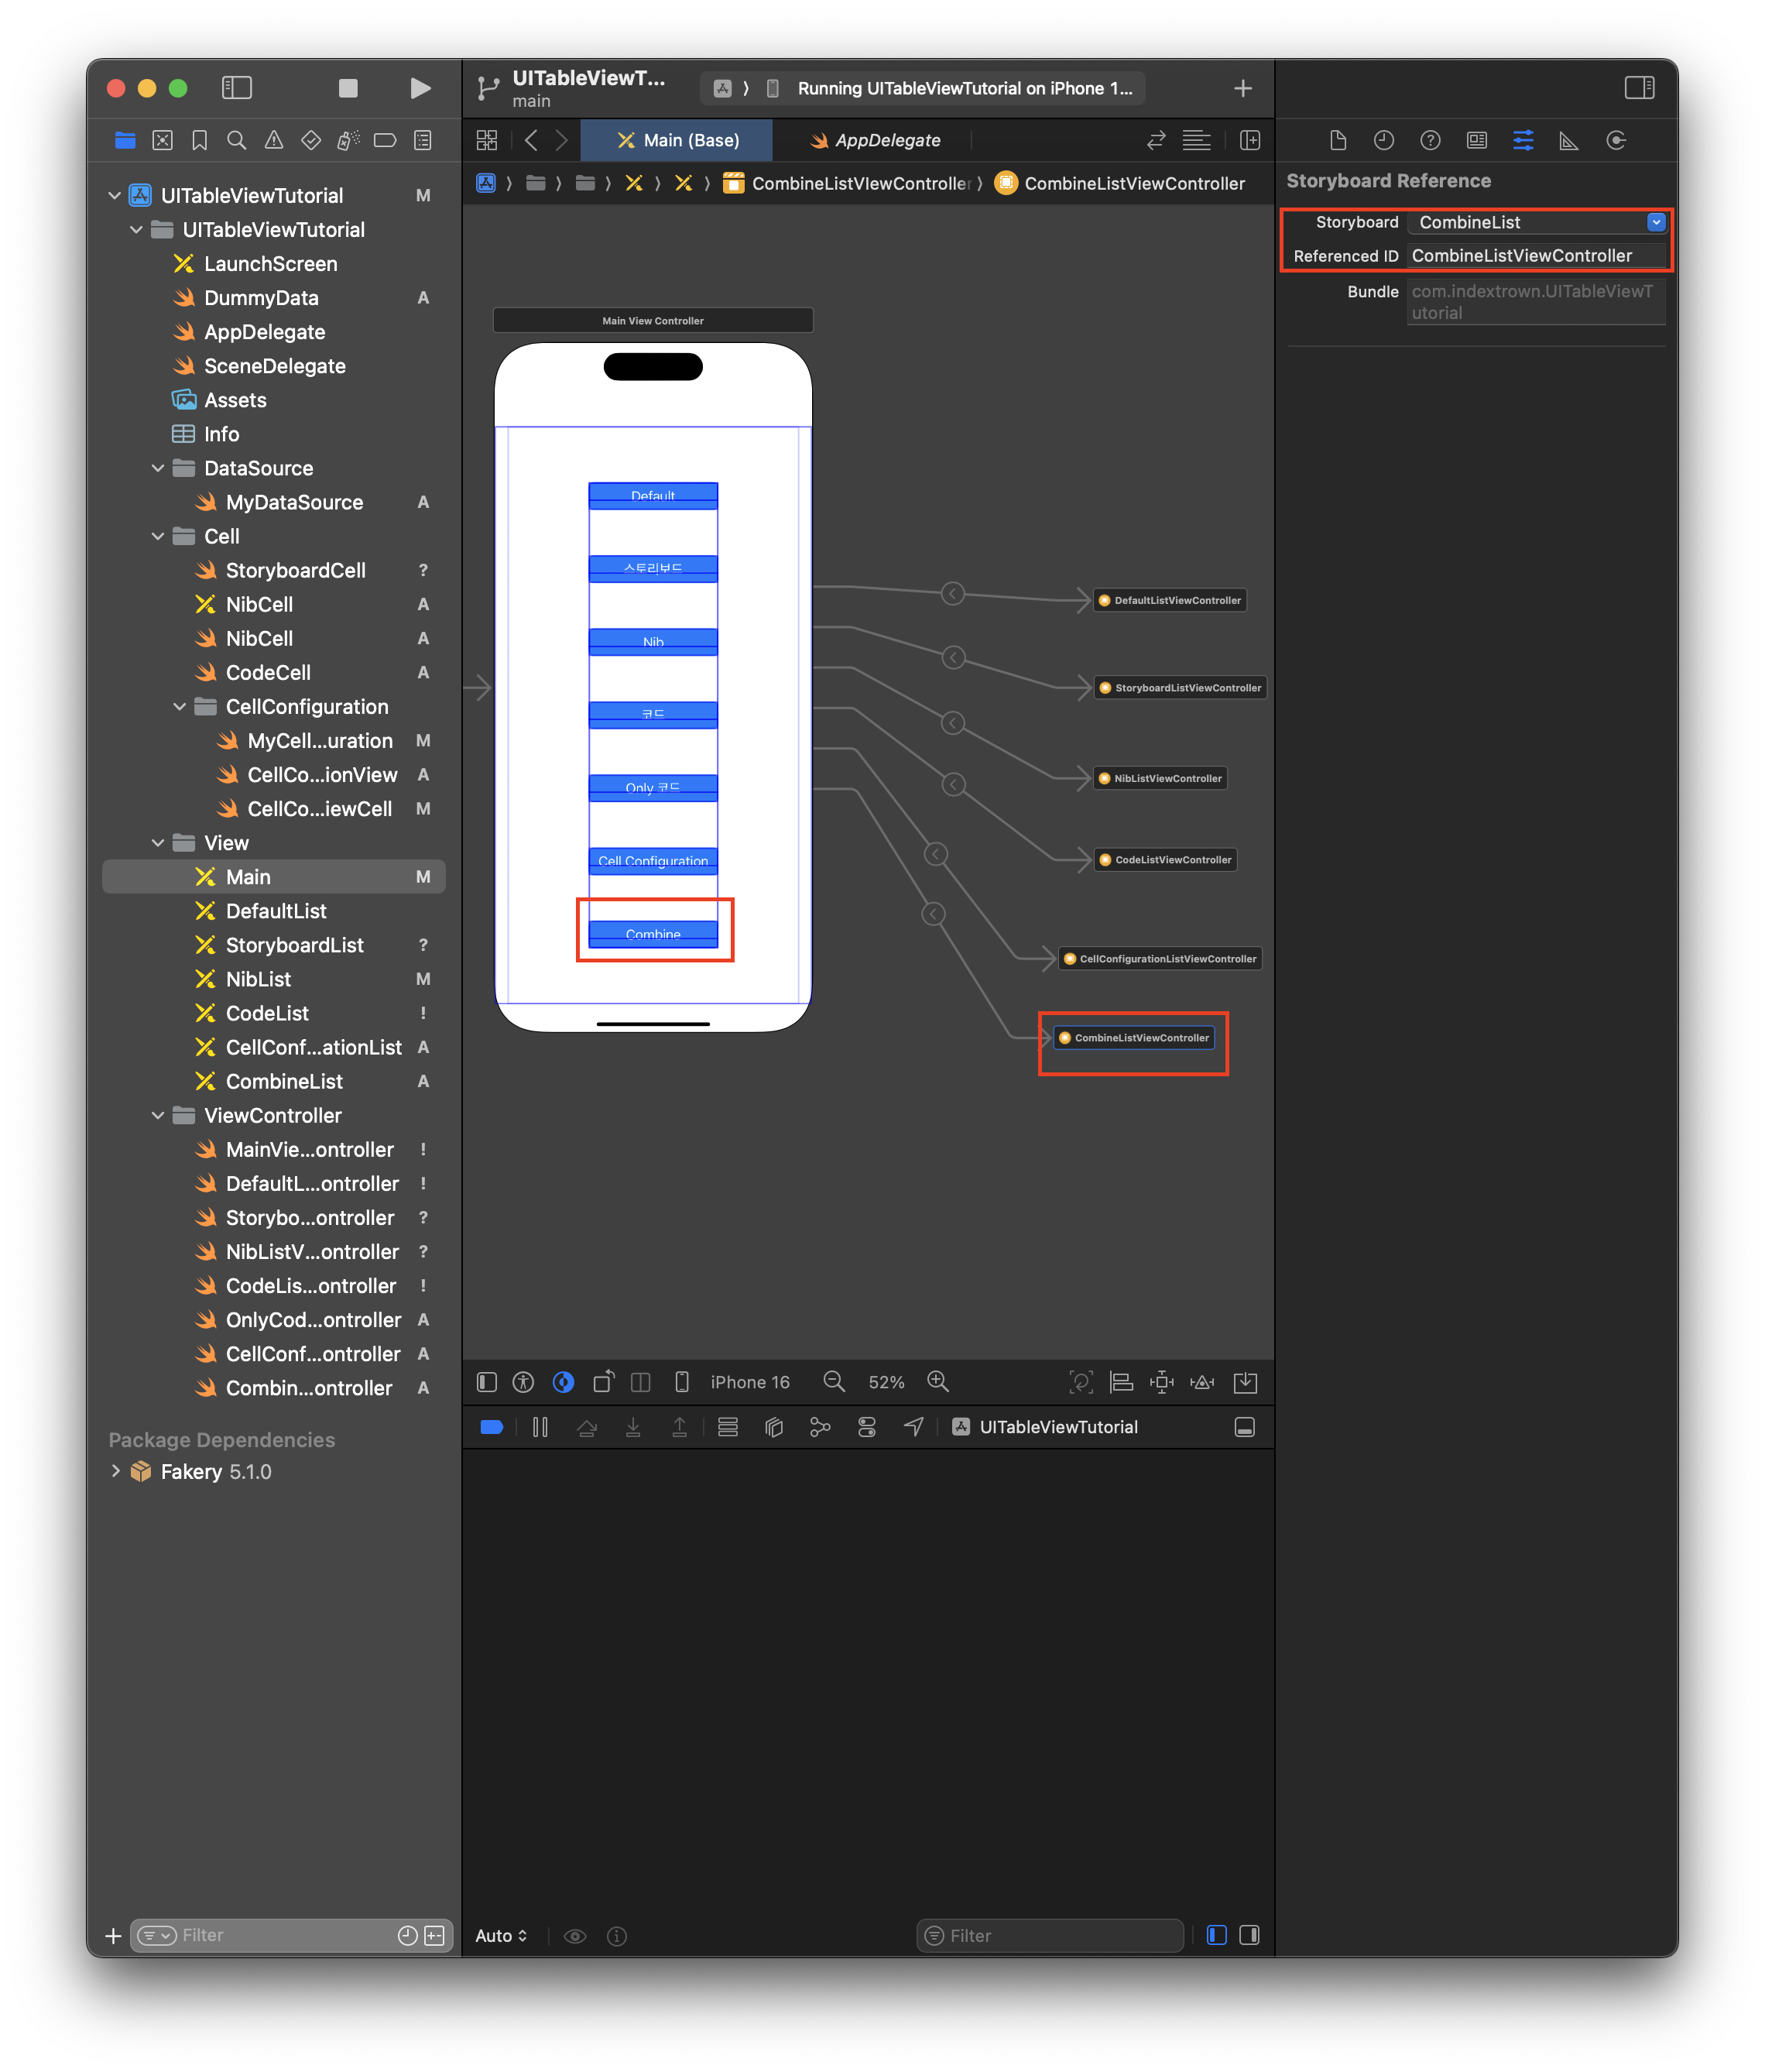 UITableViewT...
main
Running UITableViewTutorial on iPhone 1...
Main (Base)
AppDelegate
CombineListVIewController
CombineListViewController
UITableViewTutorial M
UITableViewTutorial
LaunchScreen
DummyData A
AppDelegate
SceneDelegate
Assets
Info
DataSource
MyDataSource A
Cell
StoryboardCell ?
NibCell A
NibCell A
CodeCell A
CellConfiguration
MyCell...uration M
CellCo...ionView A
CellCo...iewCell M
View
Main M
DefaultList
StoryboardList ?
NibList M
CodeList !
CellConf...ationList A
CombineList A
ViewController
MainVie...ontroller !
DefaultL...ontroller !
Storybo...ontroller ?
NibListV...ontroller ?
CodeLis...ontroller !
OnlyCod...ontroller A
CellConf...ontroller A
Combin...ontroller A
Package Dependencies
Fakery 5.1.0
Filter
Main View Controller
Default
스토리보드
Nib
코드
Only 코드
Cell Configuration
Combine
DefaultListViewController
StoryboardListViewController
NibListViewController
CodeListViewController
CellConfigurationListViewController
CombineListViewController
iPhone 16
52%
UITableViewTutorial
Auto
Filter
Storyboard Reference
Storyboard CombineList
Referenced ID CombineListViewController
Bundle com.indextrown.UITableViewT
utorial